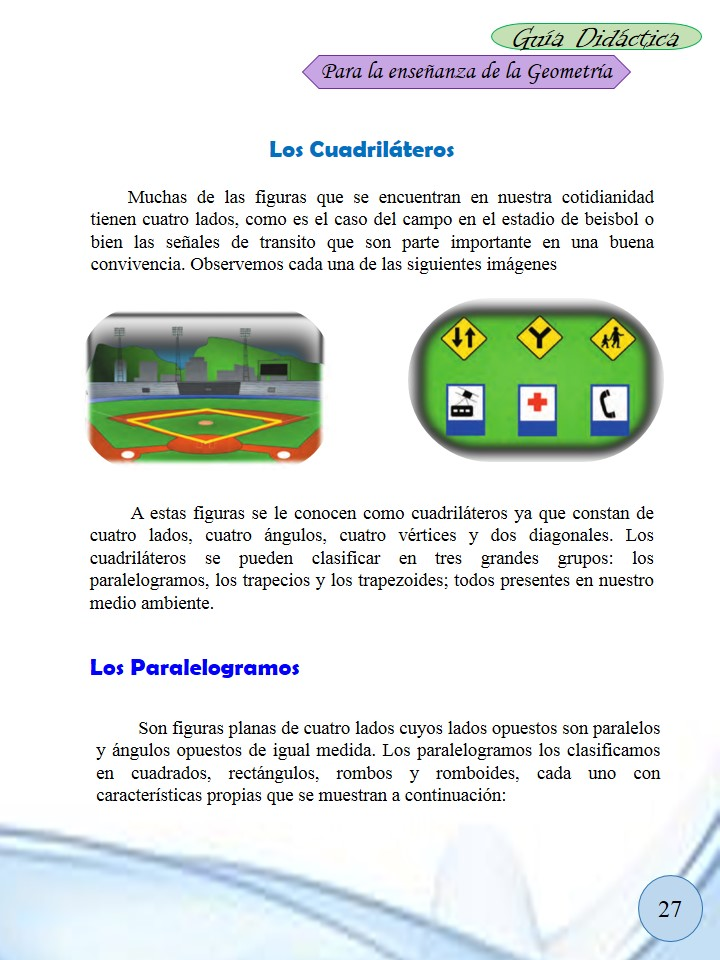 Guía Didáctica
Para la enseñanza de la Geometría
Los Cuadriláteros
Muchas de las figuras que se encuentran en nuestra cotidianidad
tienen cuatro lados, como es el caso del campo en el estadio de beisbol o
bien las señales de transito que son parte importante en una buena
convivencia. Observemos cada una de las siguientes imágenes
A estas figuras se le conocen como cuadriláteros ya que constan de
cuatro lados, cuatro ángulos, cuatro vértices y dos diagonales. Los
cuadriláteros se pueden clasificar en tres grandes grupos: los
paralelogramos, los trapecios y los trapezoides; todos presentes en nuestro
medio ambiente.
Los Paralelogramos
Son figuras planas de cuatro lados cuyos lados opuestos son paralelos
y ángulos opuestos de igual medida. Los paralelogramos los clasificamos
en cuadrados, rectángulos, rombos y romboides, cada uno con
características propias que se muestran a continuación:
27